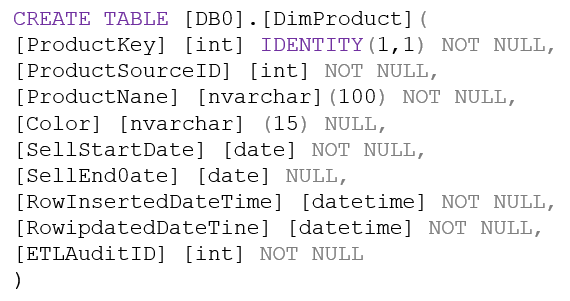 CREATE TABLE [DB0].[DimProduct](
[ProductKey] [int] IDENTITY(1,1) NOT NULL,
[ProductSourceID] [int] NOT NULL,
[ProductNane] [nvarchar](100) NOT NULL,
[Color] [nvarchar] (15) NULL,
[SellStartDate] [date] NOT NULL,
[SellEnd0ate] [date] NULL,
[RowInsertedDateTime] [datetime] NOT NULL,
[RowipdatedDateTine] [datetime] NOT NULL,
[ETLAuditID] [int] NOT NULL
)